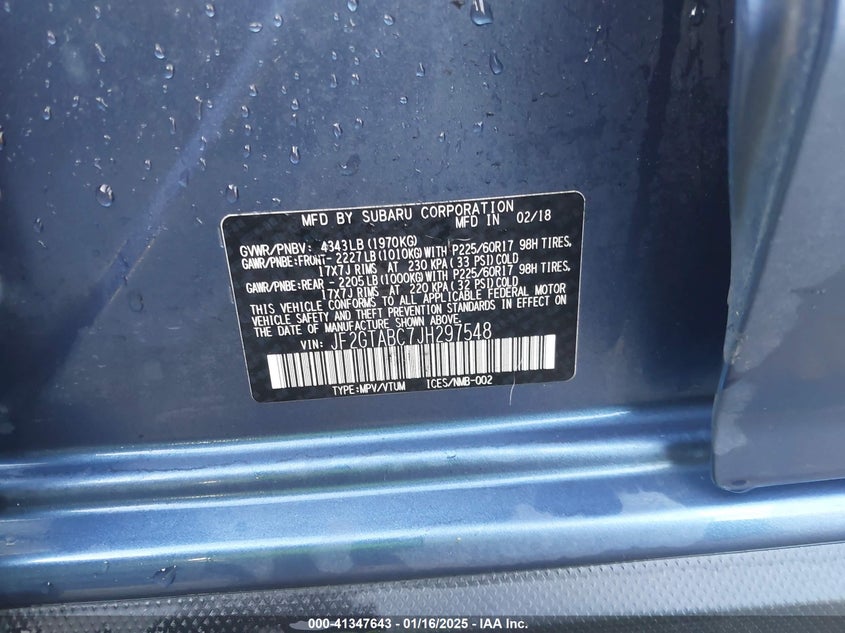 MFD BY SUBARU CORPORATION
MFD IN 02/18
GVWR/PNBV: 4343LB (1970KG)
GAWR/PNBE:FRONT- 2227LB (1010KG) WITH P225/60R17 98H TIRES,
17X7J RIMS AT 230 KPA (33 PSI) COLD
GAWR/PNBE:REAR - 2205LB (1000KG) WITH P225/60R17 98H TIRES,
17X7J RIMS AT 220 KPA (32 PSI) COLD
THIS VEHICLE CONFORMS TO ALL APPLICABLE FEDERAL MOTOR
VEHICLE SAFETY AND THEFT PREVENTION STANDARDS IN EFFECT ON
THE DATE OF MANUFACTURE SHOWN ABOVE.
VIN: JF2GTABC7JH297548
TYPE:MPV/VTUM ICES/NMB-002
000-41347643 - 01/16/2025 - IAA Inc.